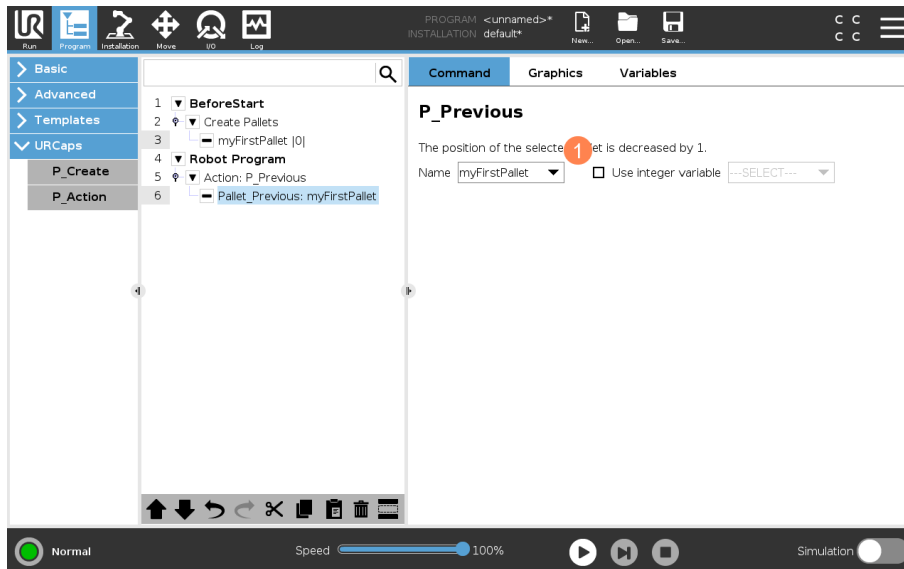 UR
PROGRAM <unnamed>*
INSTALLATION default*
C C
C C
Run Program Installation Move I/O Log New... Open... Save...
Basic
Advanced
Templates
URCaps
P_Create
P_Action
1 BeforeStart
2 Create Pallets
3 myFirstPallet |0|
4 Robot Program
5 Action: P_Previous
6 Pallet_Previous: myFirstPallet
Command Graphics Variables
P_Previous
The position of the selecte 1 et is decreased by 1.
Name myFirstPallet Use integer variable ---SELECT---
Normal Speed 100% Simulation